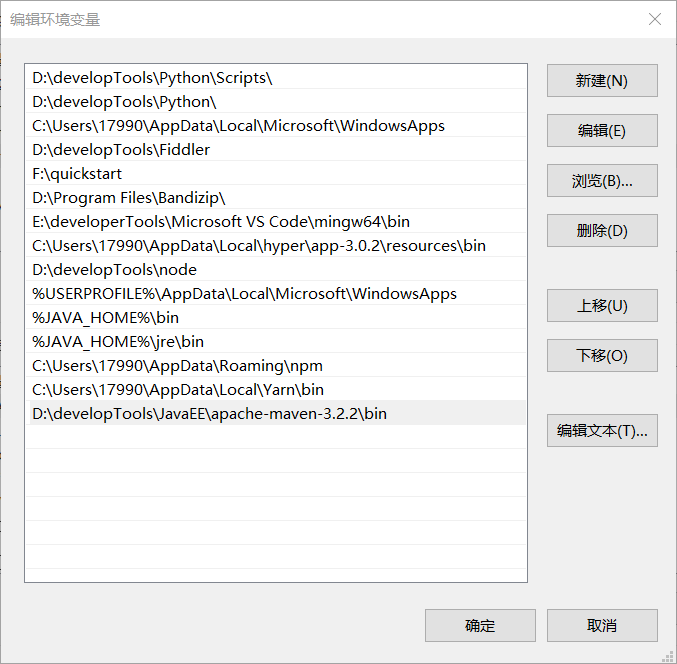 编辑环境变量
D:\developTools\Python\Scripts\
D:\developTools\Python\
C:\Users\17990\AppData\Local\Microsoft\WindowsApps
D:\developTools\Fiddler
F:\quickstart
D:\Program Files\Bandizip\
E:\developerTools\Microsoft VS Code\mingw64\bin
C:\Users\17990\AppData\Local\hyper\app-3.0.2\resources\bin
D:\developTools\node
%USERPROFILE%\AppData\Local\Microsoft\WindowsApps
%JAVA_HOME%\bin
%JAVA_HOME%\jre\bin
C:\Users\17990\AppData\Roaming\npm
C:\Users\17990\AppData\Local\Yarn\bin
D:\developTools\JavaEE\apache-maven-3.2.2\bin
新建(N)
编辑(E)
浏览(B)...
删除(D)
上移(U)
下移(O)
编辑文本(T)...
确定
取消